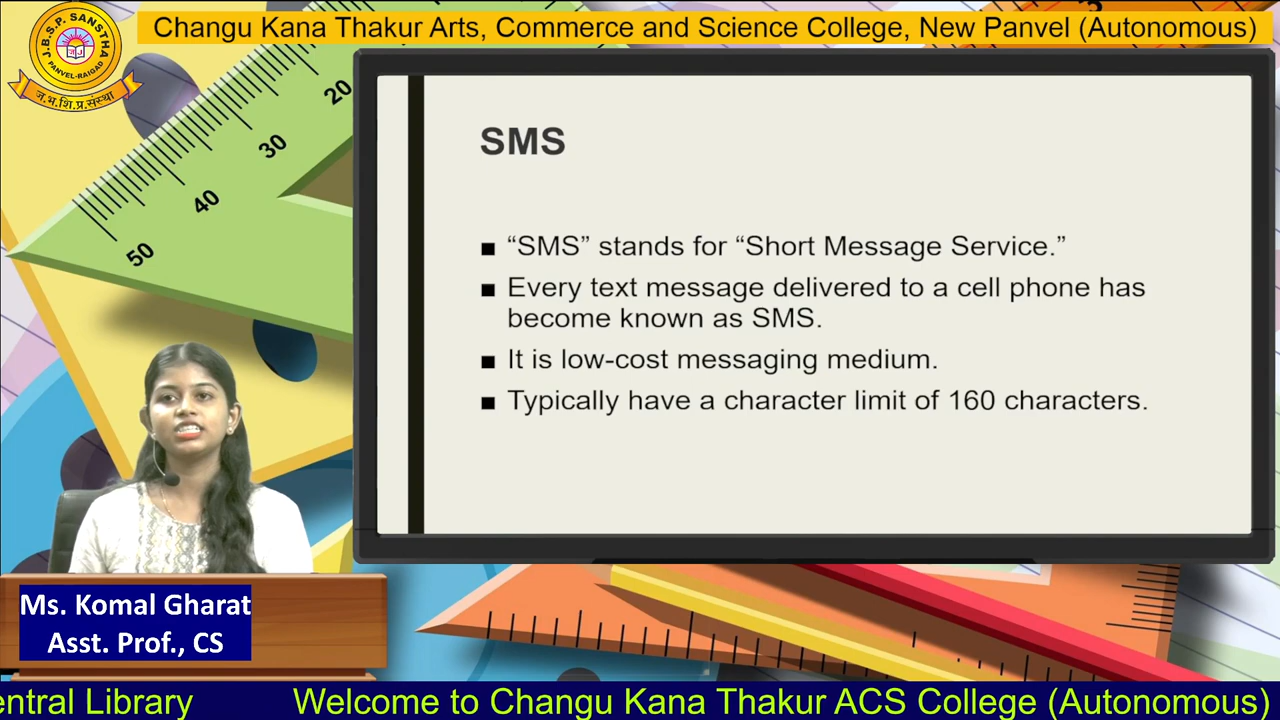 Changu Kana Thakur Arts, Commerce and Science College, New Panvel (Autonomous)
J.B.S.P. SANSTHA
PANVEL-RAIGAD
ज.भ.शि.प्र.संस्था
20
30
40
50
SMS
■ “SMS” stands for “Short Message Service.”
■ Every text message delivered to a cell phone has
become known as SMS.
■ It is low-cost messaging medium.
■ Typically have a character limit of 160 characters.
Ms. Komal Gharat
Asst. Prof., CS
entral Library Welcome to Changu Kana Thakur ACS College (Autonomous)